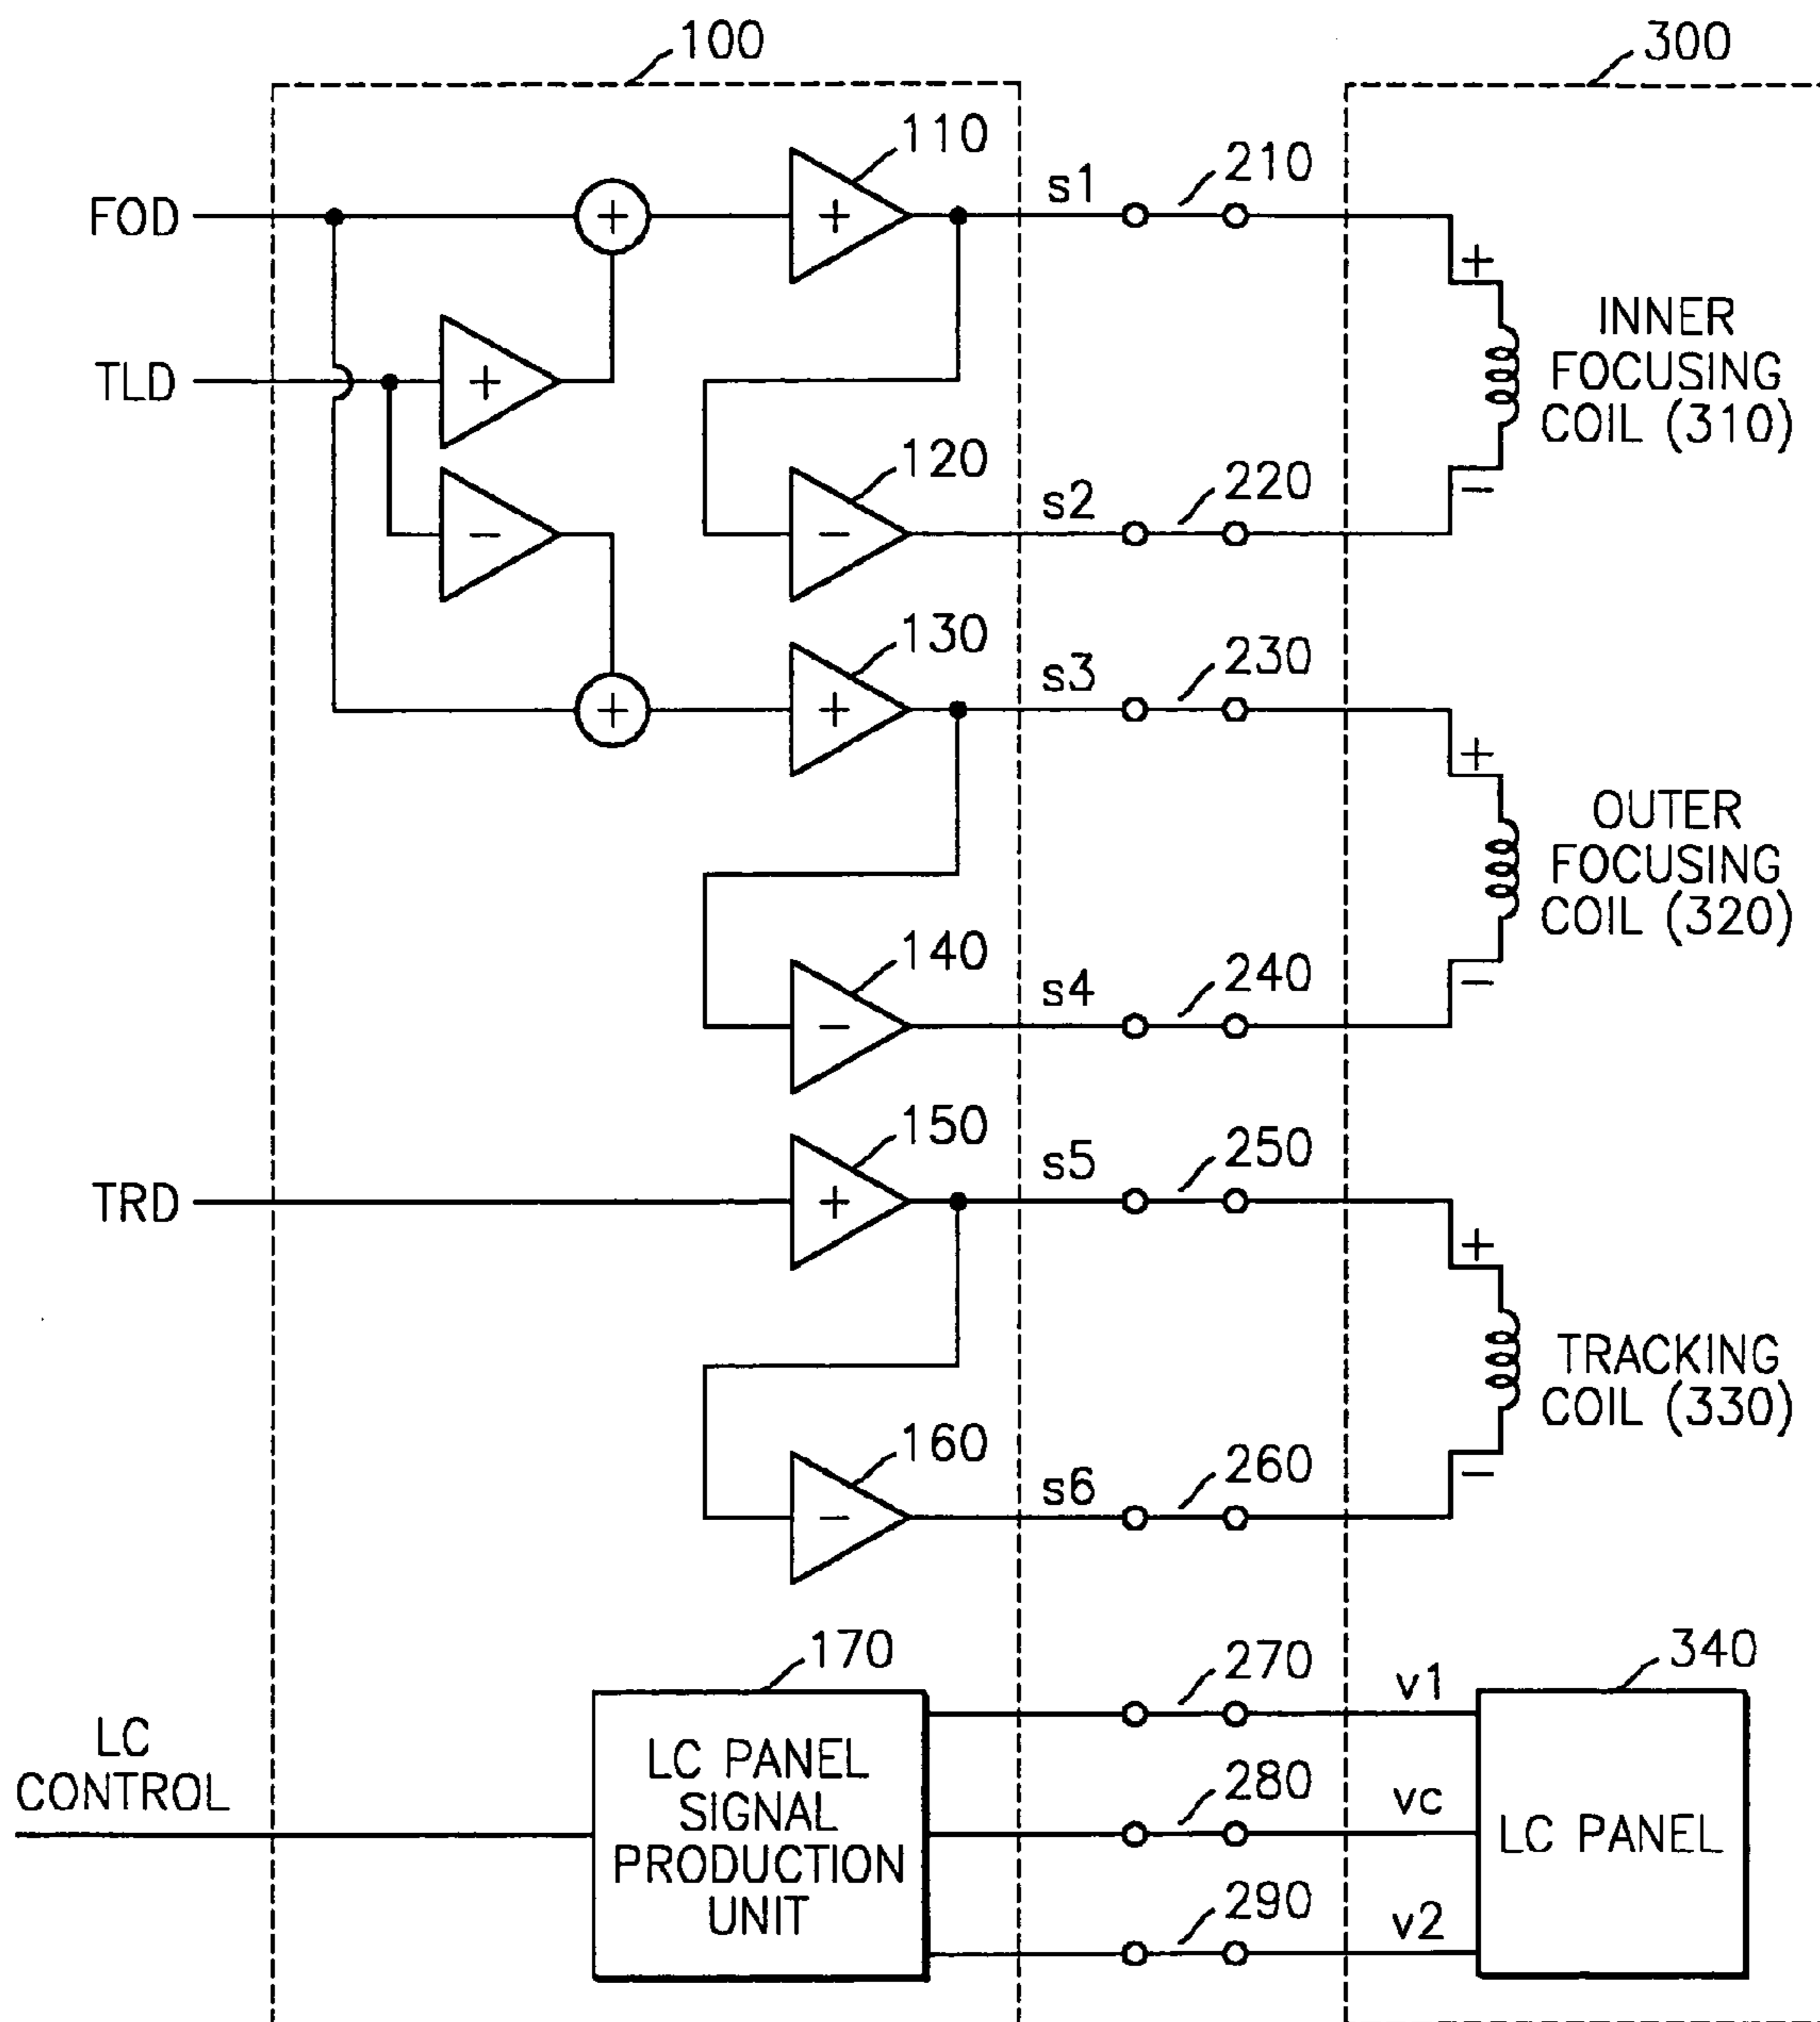 100
300
110
FOD
+
+
s1
210
+
INNER
FOCUSING
COIL (310)
TLD
+
120
−
−
s2
220
−
130
+
+
s3
230
+
OUTER
FOCUSING
COIL (320)
140
−
s4
240
−
150
TRD
+
s5
250
+
TRACKING
COIL (330)
160
−
s6
260
−
170
270
v1
340
LC
CONTROL
LC PANEL
SIGNAL
PRODUCTION
UNIT
280
vc
LC PANEL
290
v2